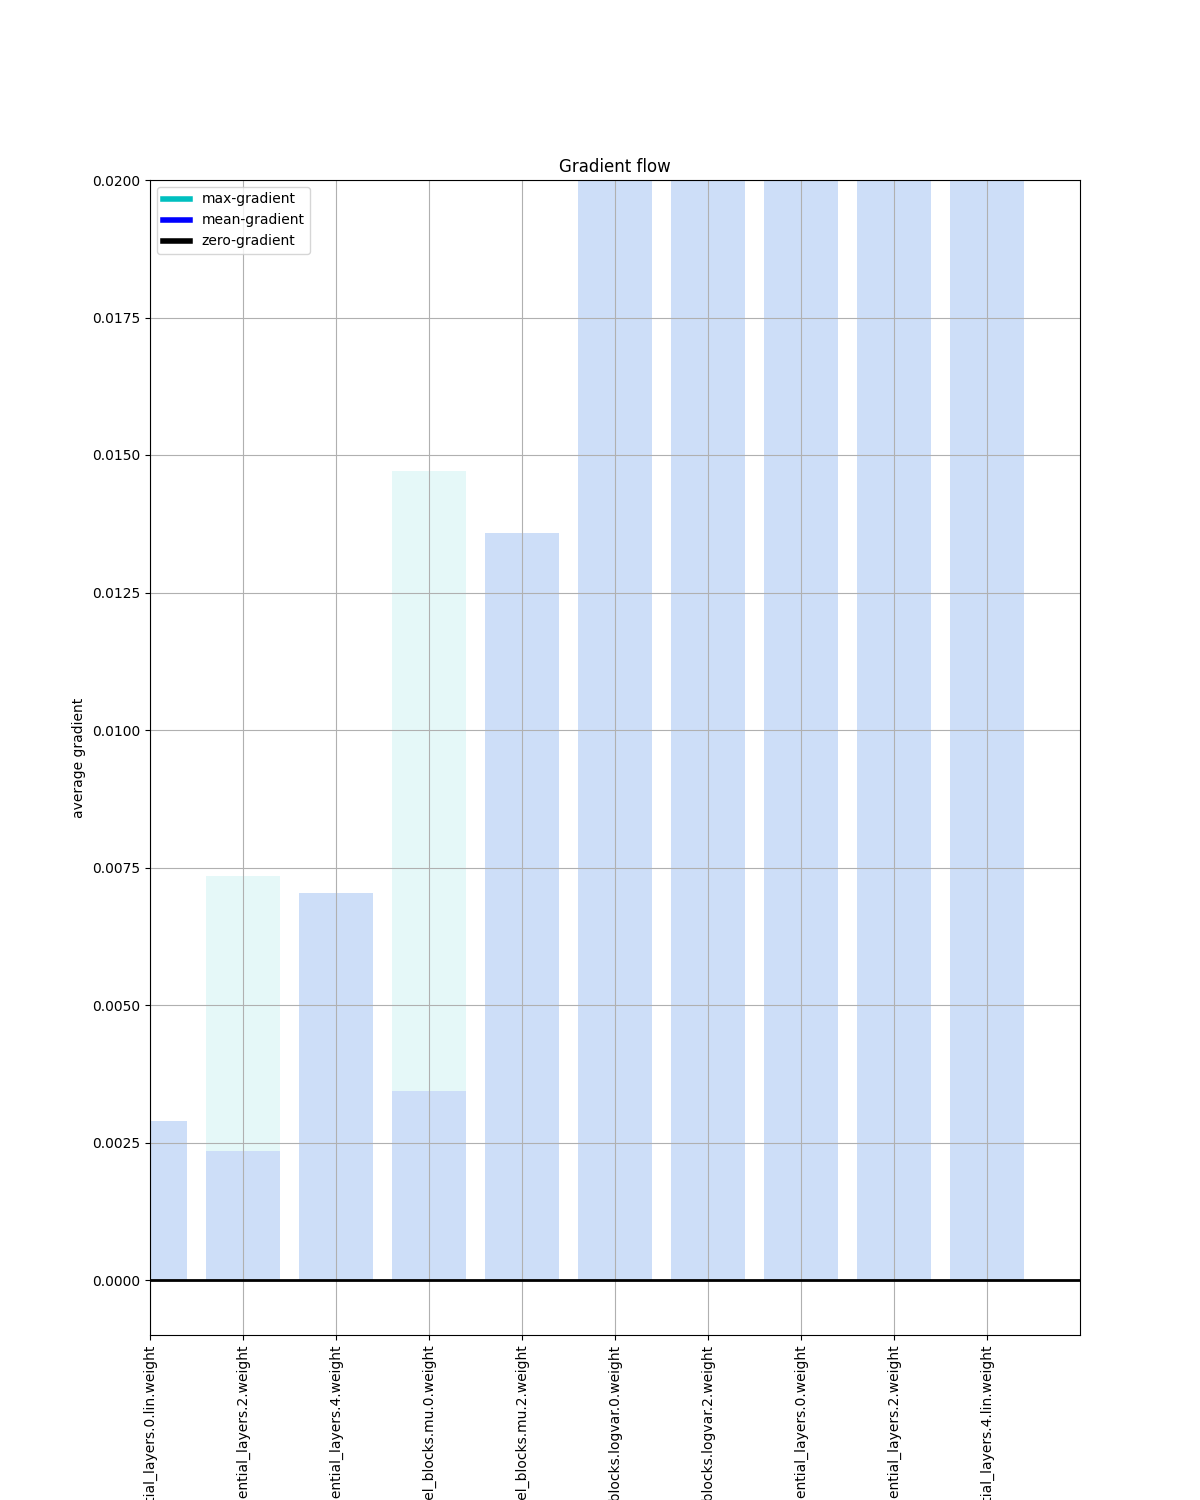 Gradient flow
max-gradient
mean-gradient
zero-gradient
0.0200
0.0175
0.0150
0.0125
0.0100
0.0075
0.0050
0.0025
0.0000
average gradient
tial_layers.0.lin.weight
ential_layers.2.weight
ential_layers.4.weight
el_blocks.mu.0.weight
el_blocks.mu.2.weight
blocks.logvar.0.weight
blocks.logvar.2.weight
ential_layers.0.weight
ential_layers.2.weight
tial_layers.4.lin.weight